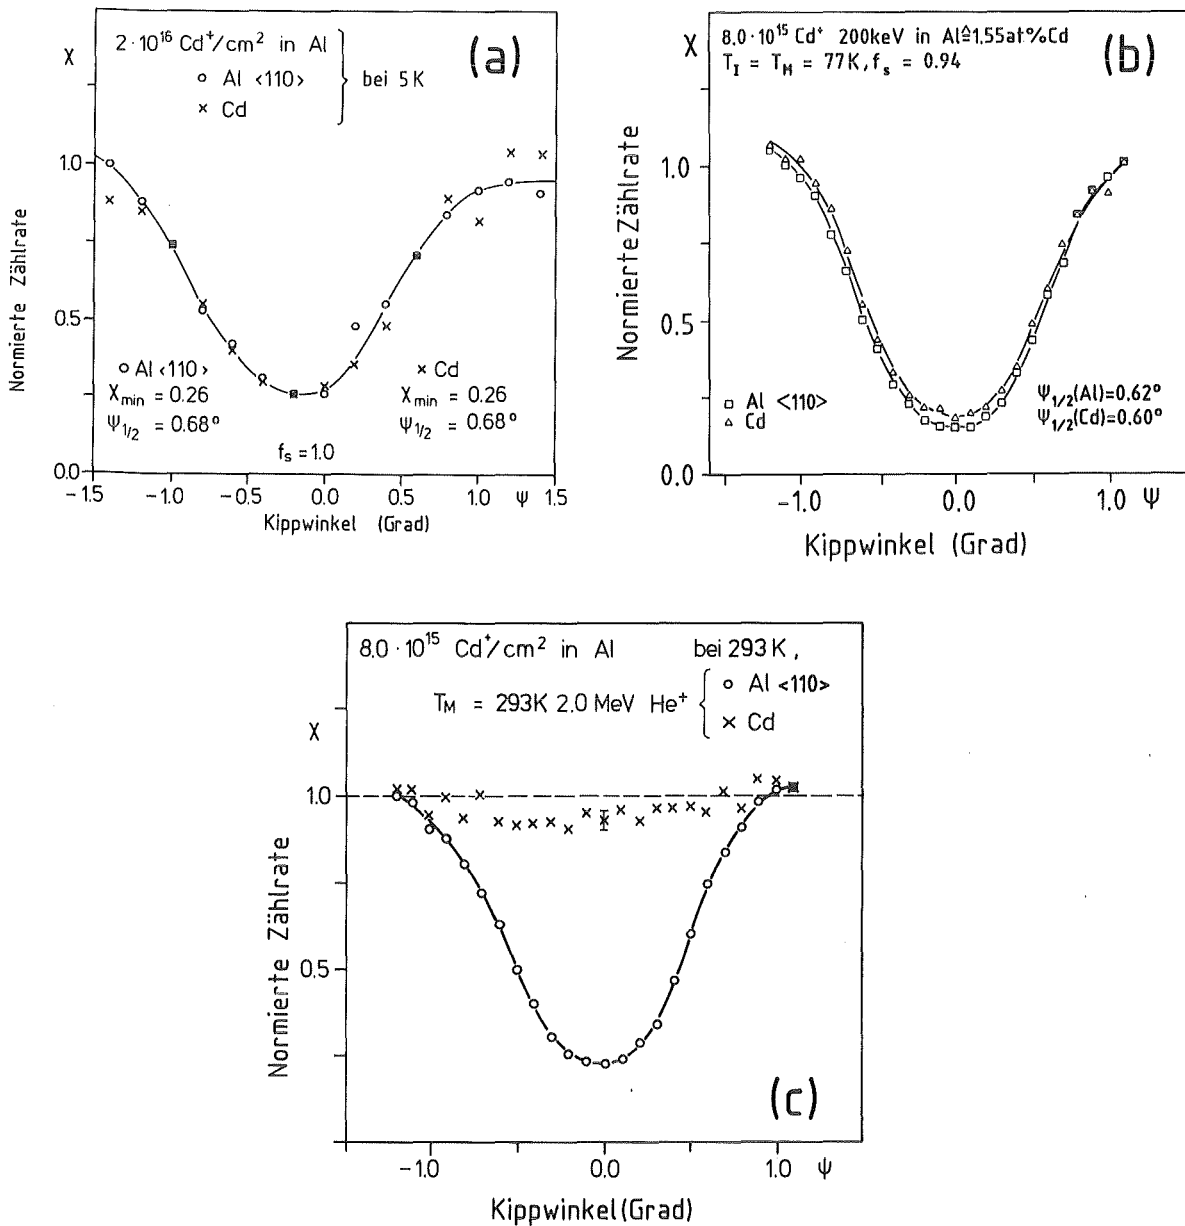 2·10¹⁶ Cd⁺/cm² in Al
(a)
χ
o Al <110>
x Cd
bei 5K
1.0
0.5
0.0
Normierte Zählrate
o Al <110>
χmin = 0.26
Ψ1/2 = 0.68°
x Cd
χmin = 0.26
Ψ1/2 = 0.68°
fs = 1.0
-1.5 -1.0 -0.5 0.0 0.5 1.0 Ψ 1.5
Kippwinkel (Grad)
χ
8.0·10¹⁵ Cd⁺ 200keV in Al≙1,55at%Cd
TI = TM = 77K, fs = 0.94
(b)
1.0
0.5
0.0
Normierte Zählrate
□ Al <110>
△ Cd
Ψ1/2(Al)=0.62°
Ψ1/2(Cd)=0.60°
-1.0 0.0 1.0 Ψ
Kippwinkel (Grad)
8.0·10¹⁵ Cd⁺/cm² in Al bei 293K,
TM = 293K 2.0 MeV He⁺
o Al <110>
x Cd
χ
1.0
0.5
Normierte Zählrate
(c)
-1.0 0.0 1.0 Ψ
Kippwinkel (Grad)